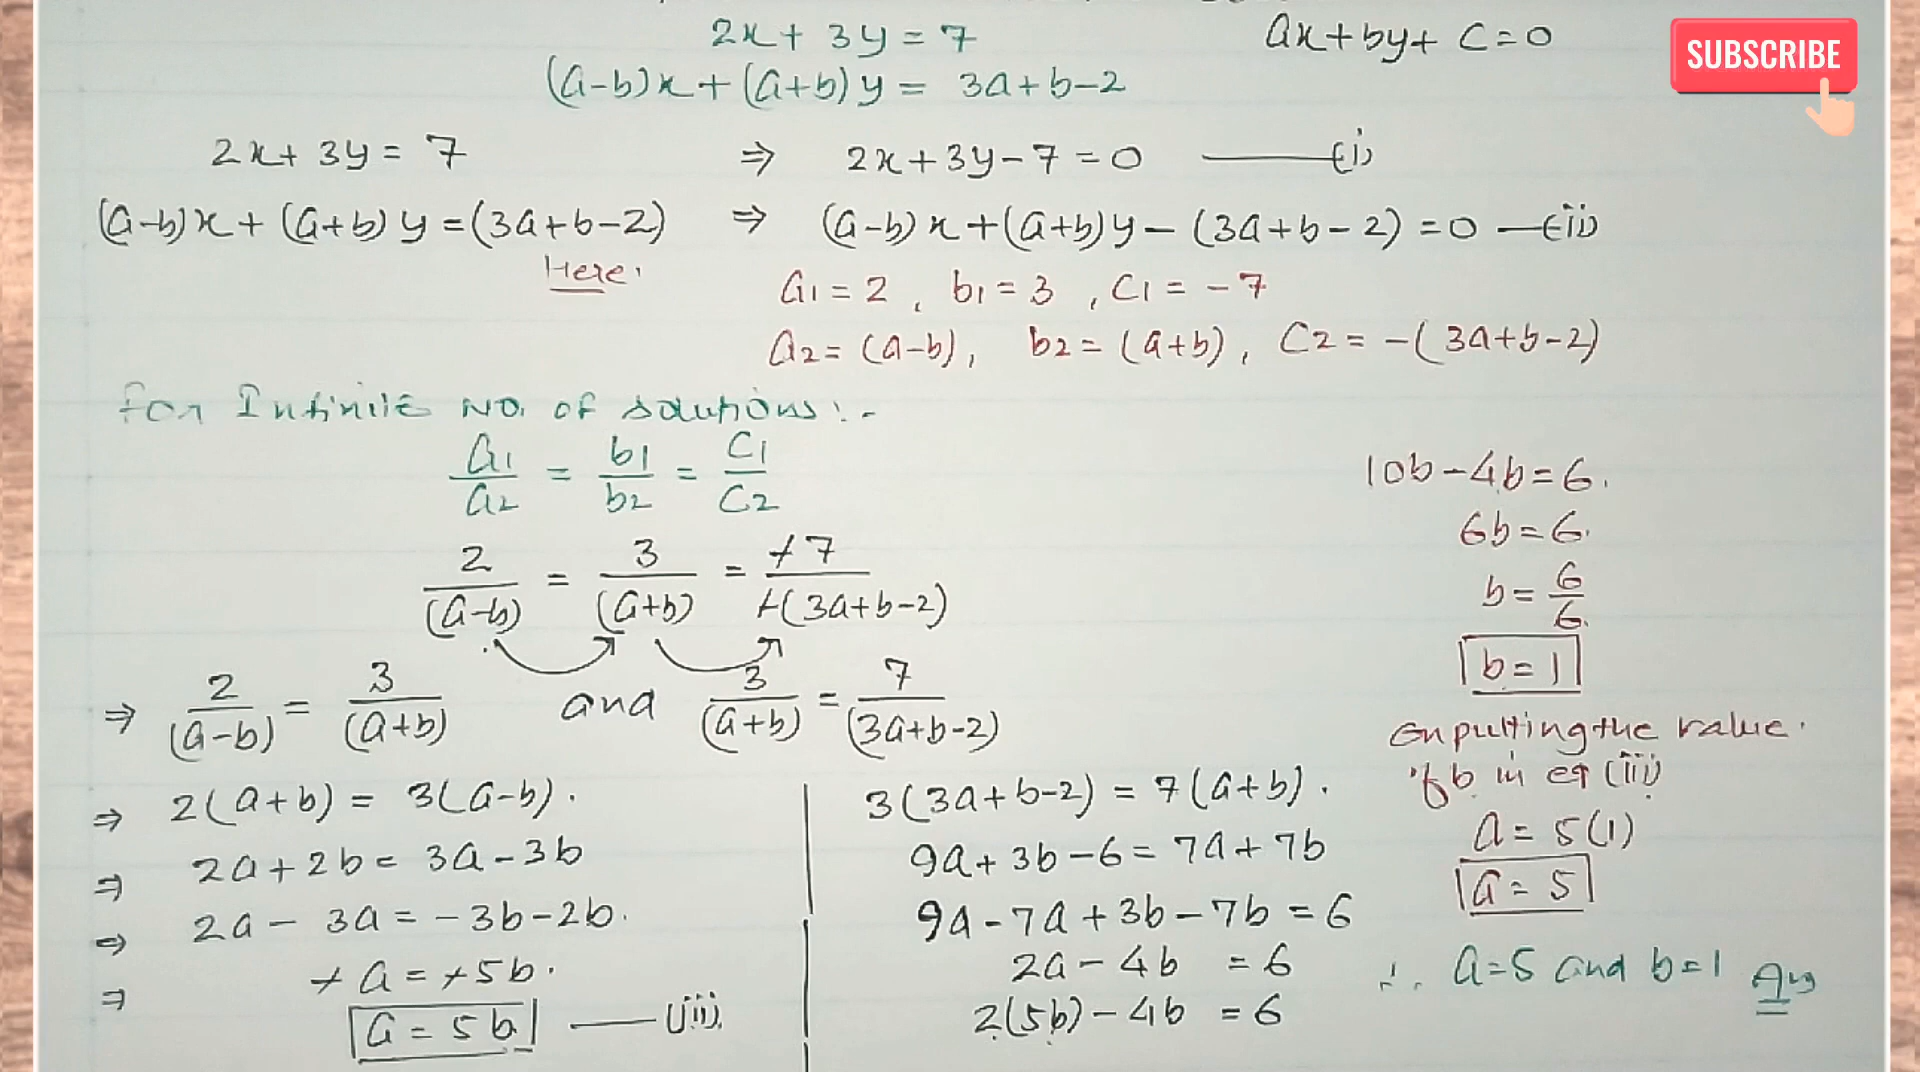 2x + 3y = 7
ax + by + c = 0
SUBSCRIBE
(a-b)x + (a+b)y = 3a+b-2
2x + 3y = 7 ⇒ 2x+3y-7=0 —(i)
(a-b)x + (a+b)y = (3a+b-2) ⇒ (a-b)x+(a+b)y-(3a+b-2)=0 —(ii)
Here.
a1 = 2, b1 = 3, C1 = -7
a2 = (a-b), b2 = (a+b), C2 = -(3a+b-2)
for Infinite NO. of solutions:-
a1/a2 = b1/b2 = C1/C2
2/(a-b) = 3/(a+b) = -7/-(3a+b-2)
⇒ 2/(a-b) = 3/(a+b) and 3/(a+b) = 7/(3a+b-2)
⇒ 2(a+b) = 3(a-b).
⇒ 2a+2b = 3a-3b
⇒ 2a - 3a = -3b-2b.
⇒ -a = -5b.
a = 5b —(iii)
3(3a+b-2) = 7(a+b).
9a+3b-6 = 7a+7b
9a-7a+3b-7b = 6
2a-4b = 6
2(5b)-4b = 6
10b-4b=6.
6b=6.
b = 6/6.
b = 1
on putting the value.
of b in eq (iii)
a = 5(1)
a = 5
∴ a=5 and b=1 Ans